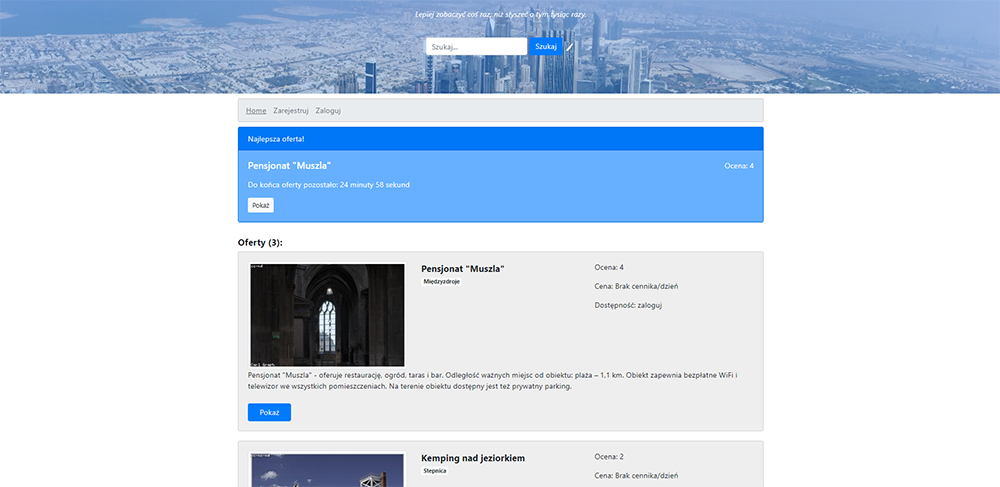 Lepiej zobaczyć coś raz, niż słyszeć o tym tysiąc razy.
Szukaj...
Szukaj
Home Zarejestruj Zaloguj
Najlepsza oferta!
Pensjonat "Muszla"
Ocena: 4
Do końca oferty pozostało: 24 minuty 58 sekund
Pokaż
Oferty (3):
Pensjonat "Muszla"
Międzyzdroje
Ocena: 4
Cena: Brak cennika/dzień
Dostępność: zaloguj
Pensjonat "Muszla" - oferuje restaurację, ogród, taras i bar. Odległość ważnych miejsc od obiektu: plaża – 1,1 km. Obiekt zapewnia bezpłatne WiFi i
telewizor we wszystkich pomieszczeniach. Na terenie obiektu dostępny jest też prywatny parking.
Pokaż
Kemping nad jeziorkiem
Stepnica
Ocena: 2
Cena: Brak cennika/dzień